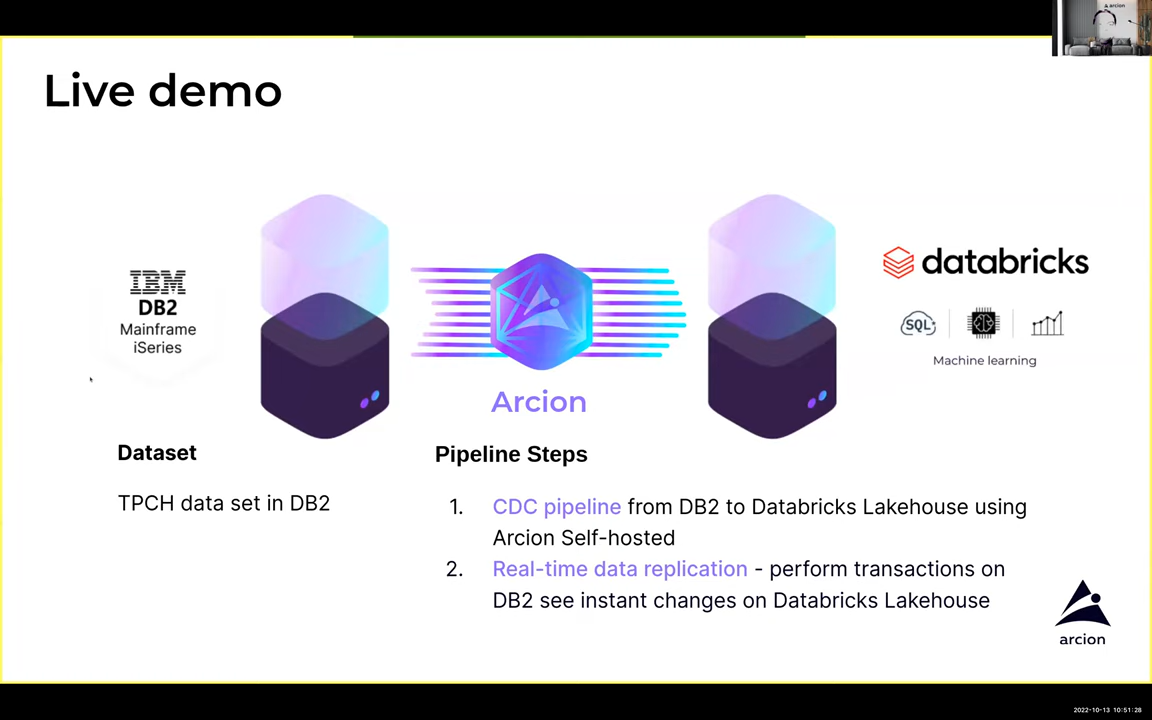 arcion
Live demo
IBM
DB2
Mainframe
iSeries
Arcion
databricks
SQL
Machine learning
Dataset
TPCH data set in DB2
Pipeline Steps
1. CDC pipeline from DB2 to Databricks Lakehouse using
Arcion Self-hosted
2. Real-time data replication - perform transactions on
DB2 see instant changes on Databricks Lakehouse
arcion
2022-10-13 10:51:28